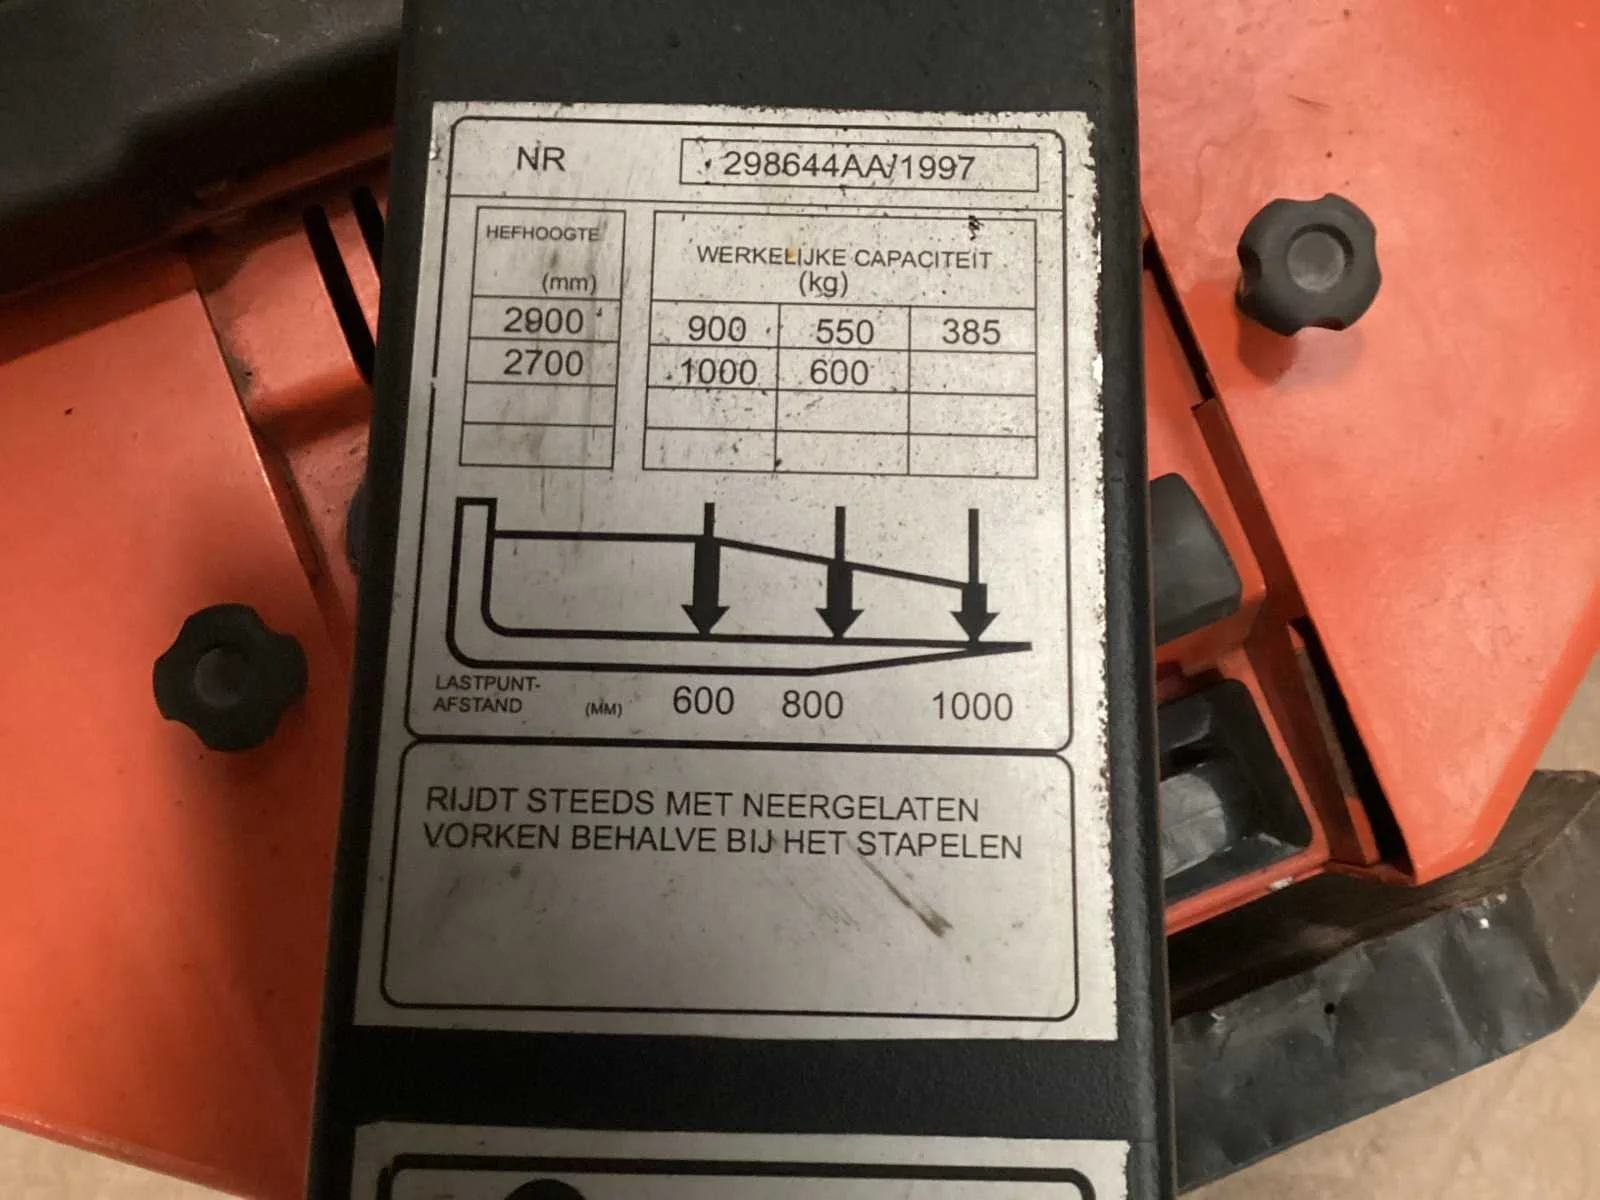 NR 298644AA/1997
HEFHOOGTE
(mm)
WERKELIJKE CAPACITEIT
(kg)
2900 900 550 385
2700 1000 600
LASTPUNT-
AFSTAND (MM) 600 800 1000
RIJDT STEEDS MET NEERGELATEN
VORKEN BEHALVE BIJ HET STAPELEN